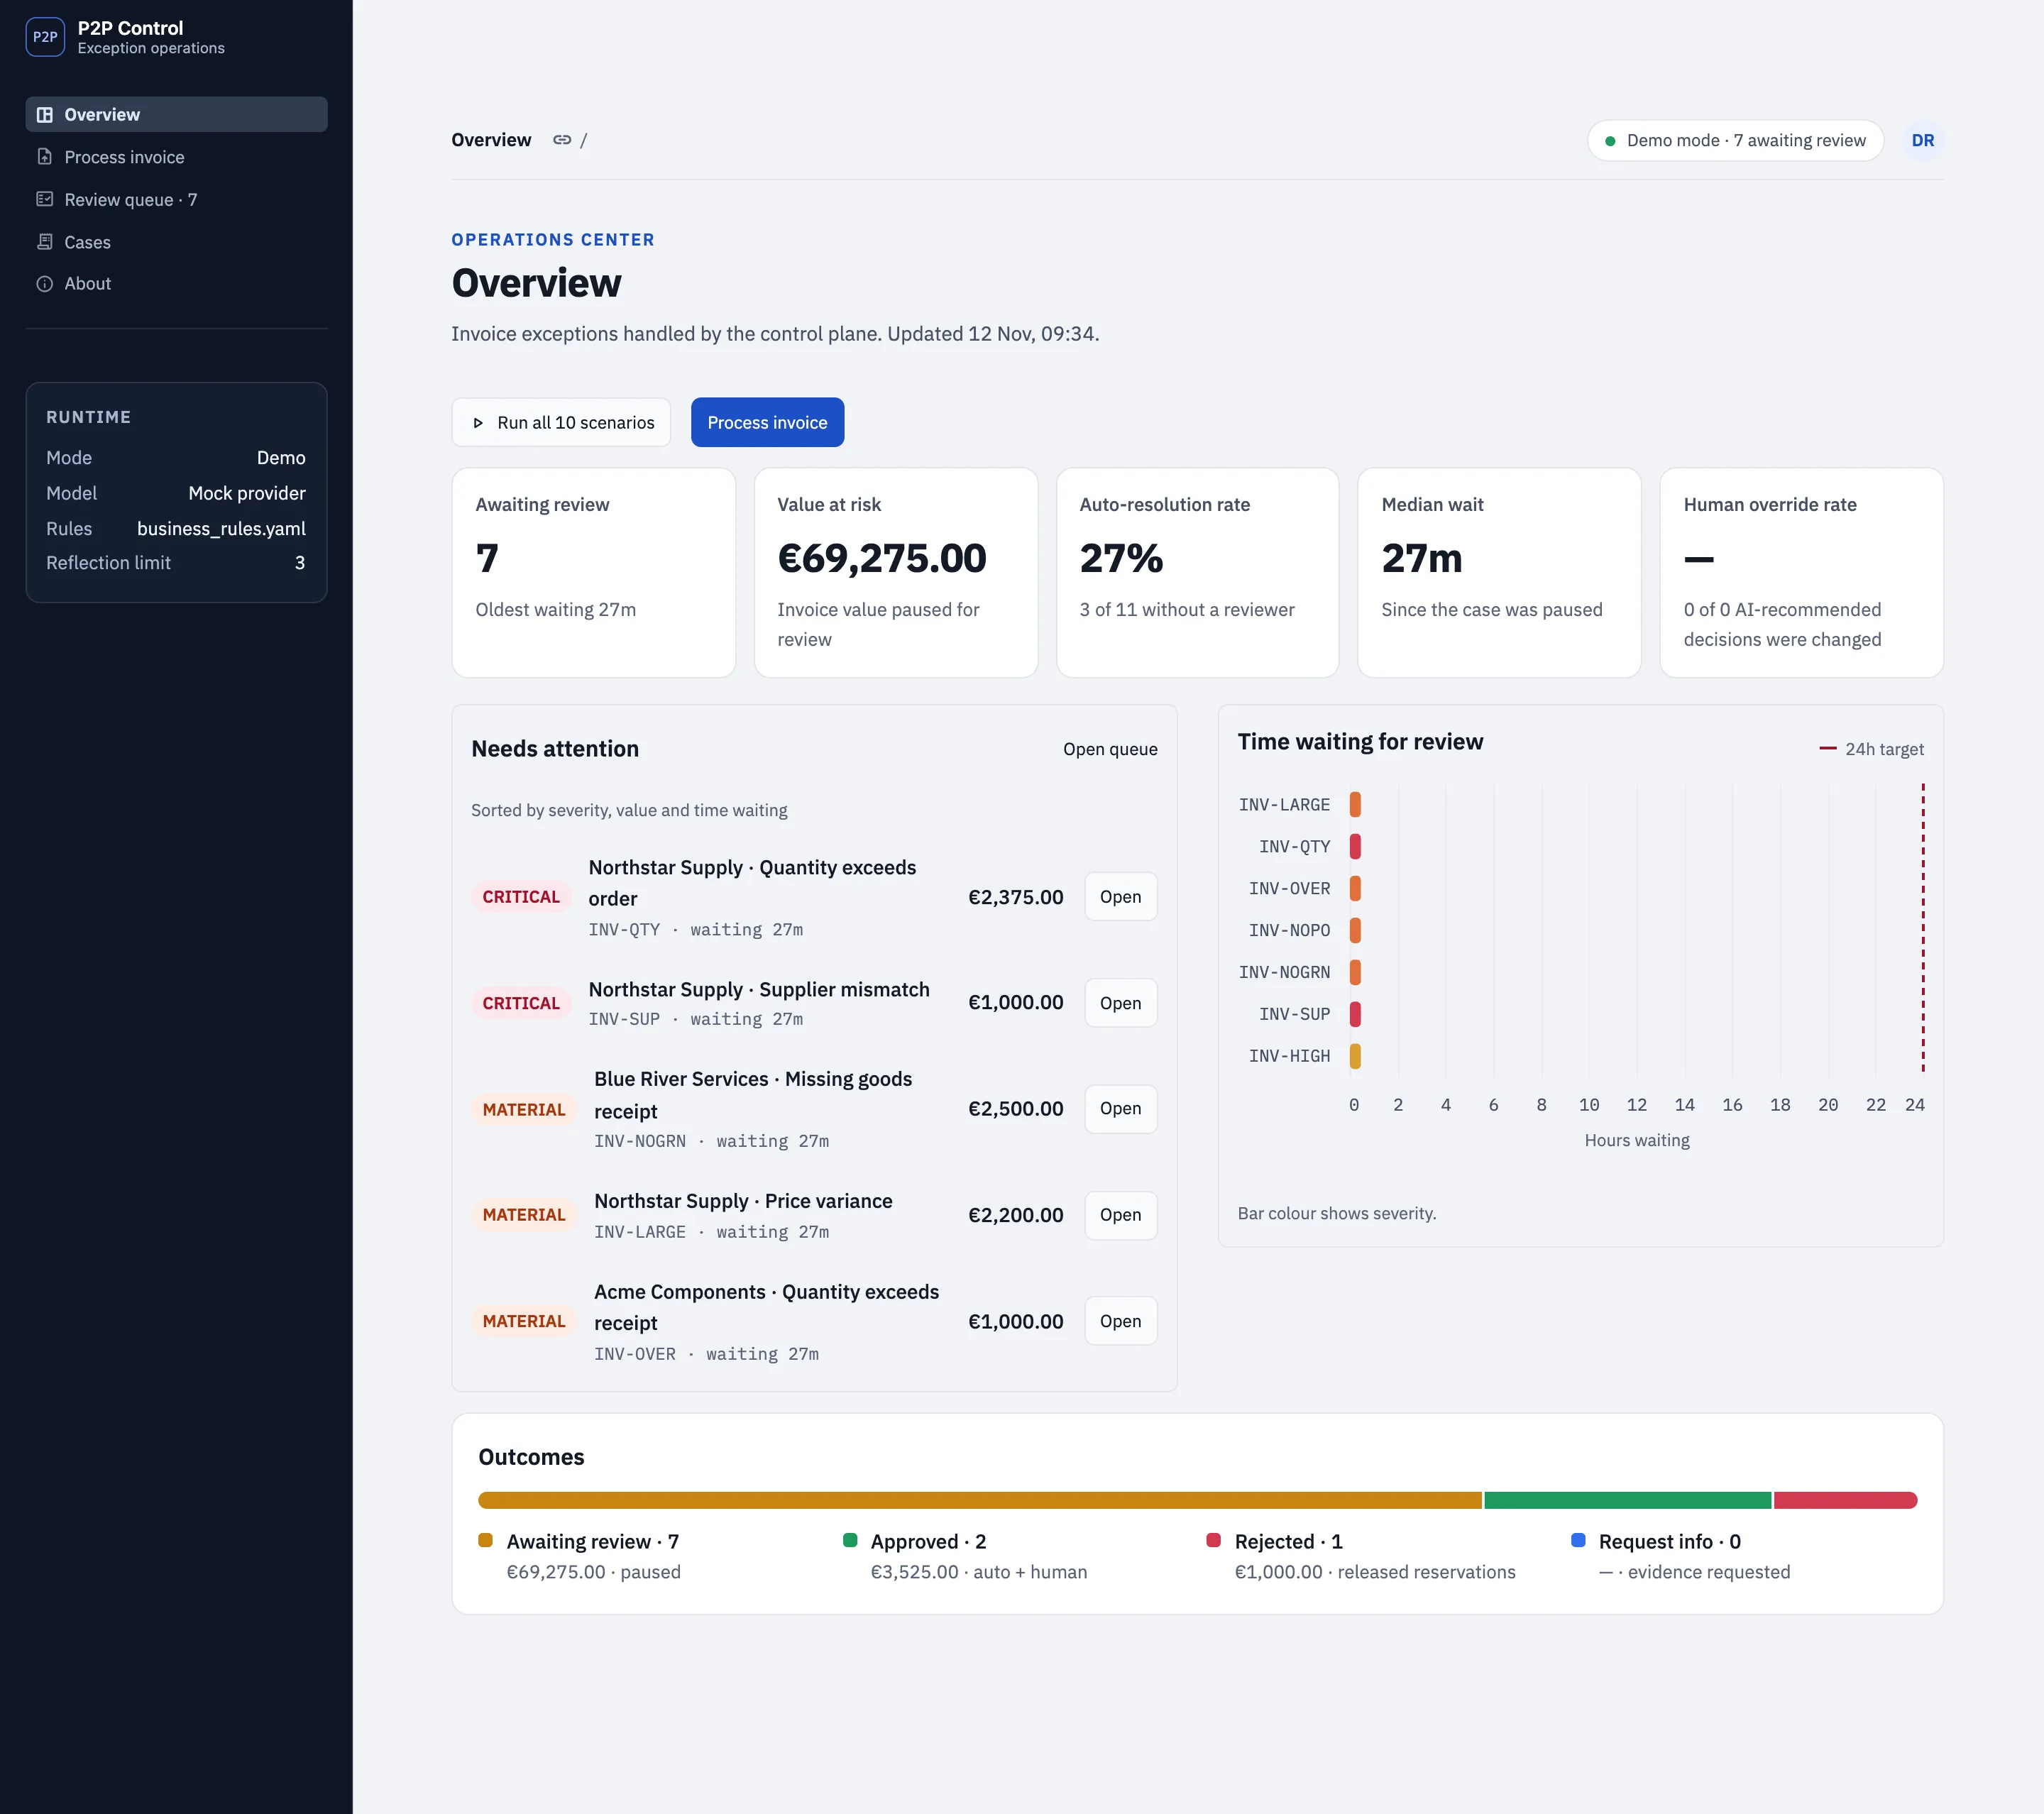 P2P
P2P Control
Exception operations
Overview
Process invoice
Review queue · 7
Cases
About
RUNTIME
Mode Demo
Model Mock provider
Rules business_rules.yaml
Reflection limit 3
Overview /
Demo mode · 7 awaiting review
DR
OPERATIONS CENTER
Overview
Invoice exceptions handled by the control plane. Updated 12 Nov, 09:34.
Run all 10 scenarios
Process invoice
Awaiting review
7
Oldest waiting 27m
Value at risk
€69,275.00
Invoice value paused for
review
Auto-resolution rate
27%
3 of 11 without a reviewer
Median wait
27m
Since the case was paused
Human override rate
—
0 of 0 AI-recommended
decisions were changed
Needs attention
Open queue
Sorted by severity, value and time waiting
CRITICAL
Northstar Supply · Quantity exceeds
order
INV-QTY · waiting 27m
€2,375.00
Open
CRITICAL
Northstar Supply · Supplier mismatch
INV-SUP · waiting 27m
€1,000.00
Open
MATERIAL
Blue River Services · Missing goods
receipt
INV-NOGRN · waiting 27m
€2,500.00
Open
MATERIAL
Northstar Supply · Price variance
INV-LARGE · waiting 27m
€2,200.00
Open
MATERIAL
Acme Components · Quantity exceeds
receipt
INV-OVER · waiting 27m
€1,000.00
Open
Time waiting for review
24h target
INV-LARGE
INV-QTY
INV-OVER
INV-NOPO
INV-NOGRN
INV-SUP
INV-HIGH
0 2 4 6 8 10 12 14 16 18 20 22 24
Hours waiting
Bar colour shows severity.
Outcomes
Awaiting review · 7
€69,275.00 · paused
Approved · 2
€3,525.00 · auto + human
Rejected · 1
€1,000.00 · released reservations
Request info · 0
— · evidence requested